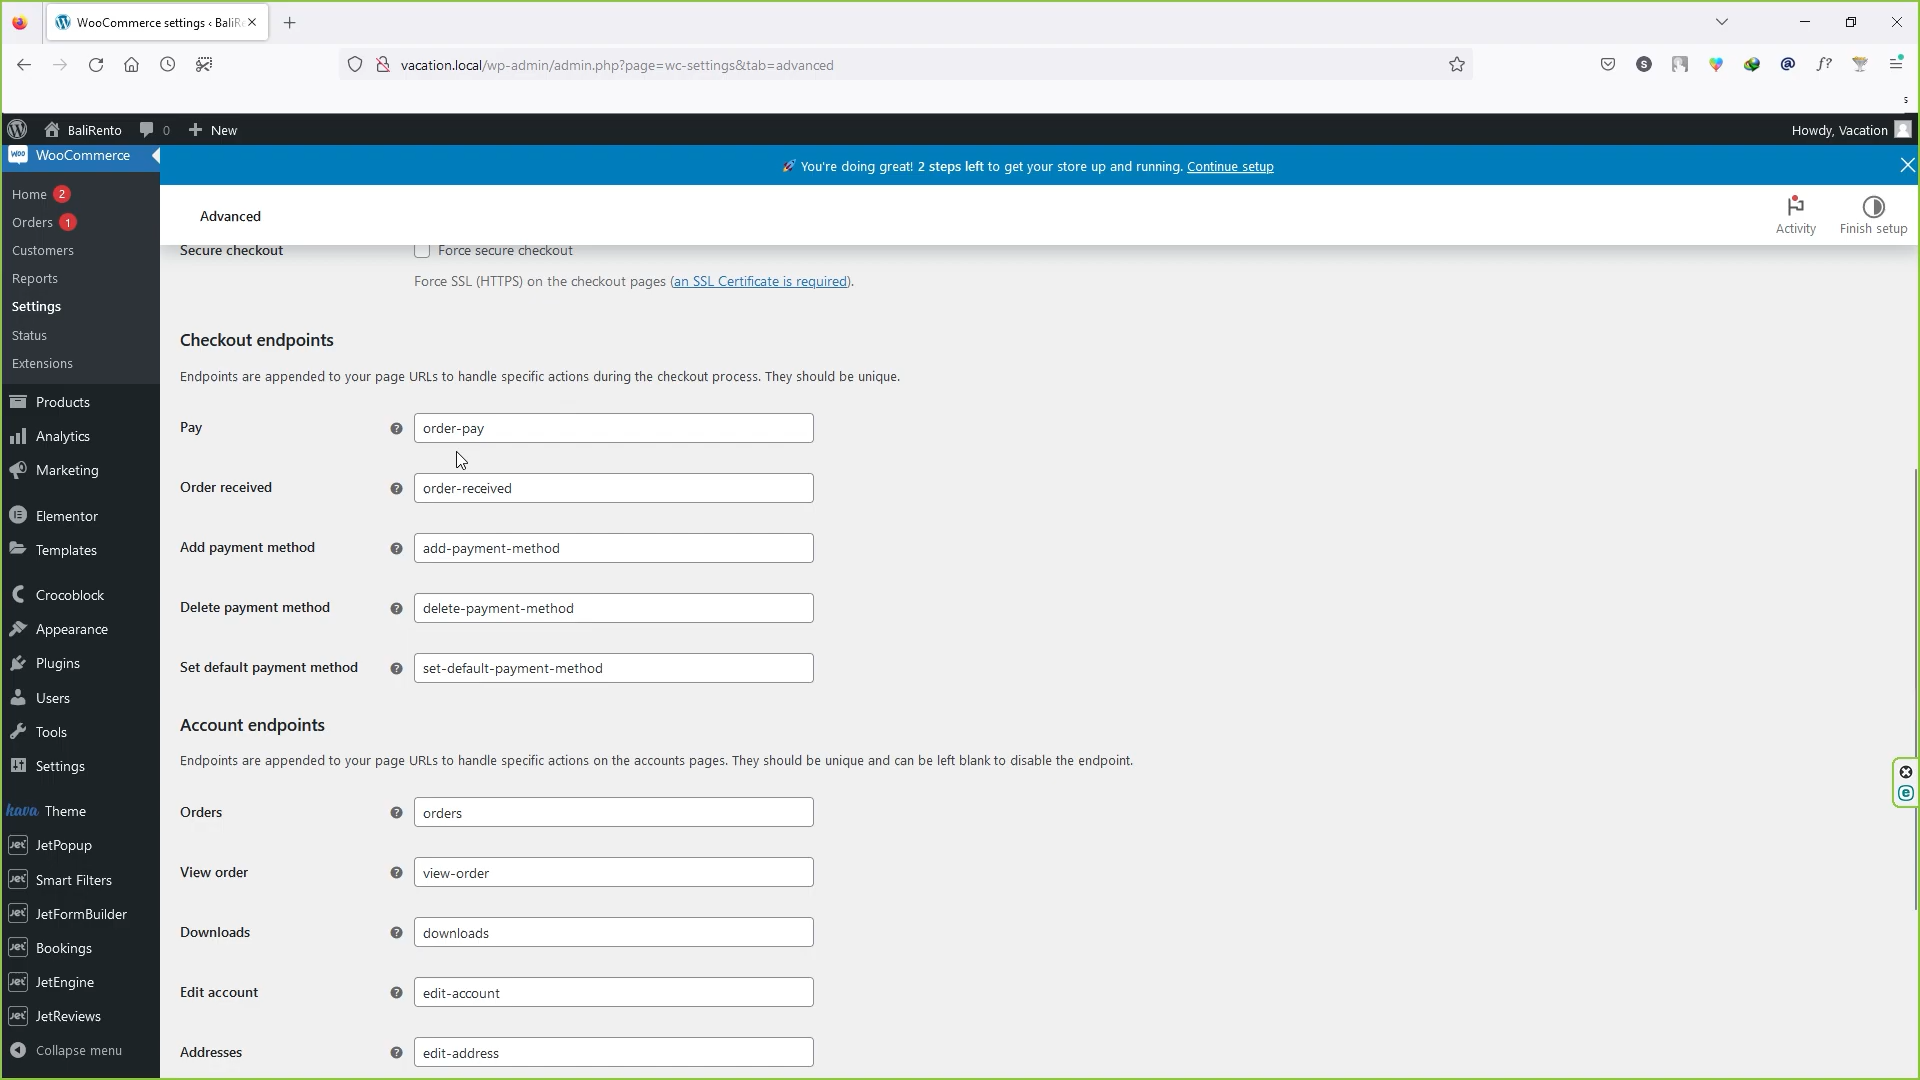 WooCommerce settings ‹ BaliR
vacation.local/wp-admin/admin.php?page=wc-settings&tab=advanced
S
@
f?
s
BaliRento
0
New
Howdy, Vacation
Woo WooCommerce
🚀 You're doing great! 2 steps left to get your store up and running. Continue setup
Home 2
Orders 1
Customers
Reports
Settings
Status
Extensions
Products
Analytics
Marketing
Elementor
Templates
Crocoblock
Appearance
Plugins
Users
Tools
Settings
kava Theme
Jet JetPopup
Jet Smart Filters
Jet JetFormBuilder
Jet Bookings
Jet JetEngine
Jet JetReviews
Collapse menu
Advanced
Activity
Finish setup
Secure checkout
Force secure checkout
Force SSL (HTTPS) on the checkout pages (an SSL Certificate is required).
Checkout endpoints
Endpoints are appended to your page URLs to handle specific actions during the checkout process. They should be unique.
Pay ? order-pay
Order received ? order-received
Add payment method ? add-payment-method
Delete payment method ? delete-payment-method
Set default payment method ? set-default-payment-method
Account endpoints
Endpoints are appended to your page URLs to handle specific actions on the accounts pages. They should be unique and can be left blank to disable the endpoint.
Orders ? orders
View order ? view-order
Downloads ? downloads
Edit account ? edit-account
Addresses ? edit-address